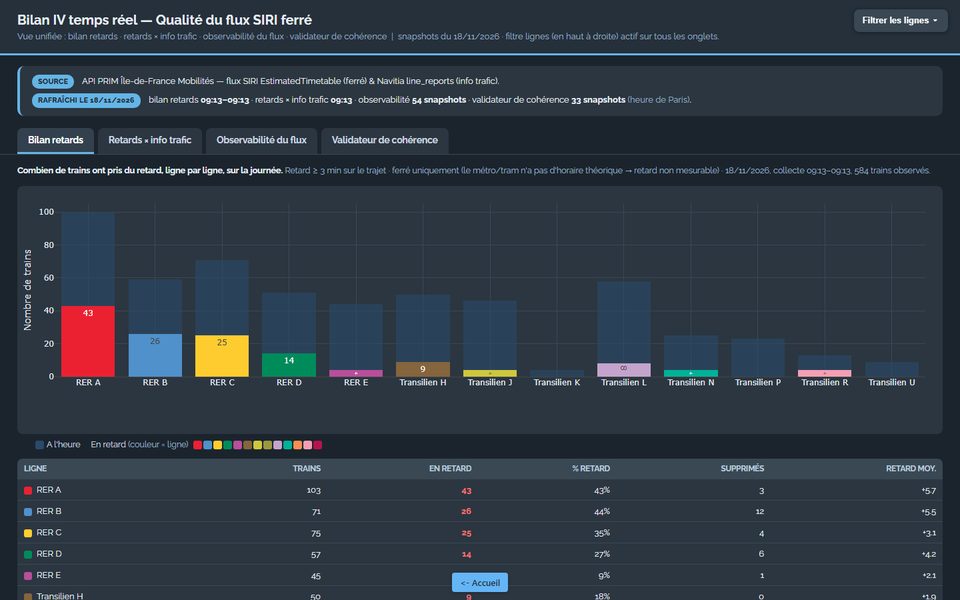 Bilan IV temps réel — Qualité du flux SIRI ferré
Filtrer les lignes
Vue unifiée : bilan retards · retards × info trafic · observabilité du flux · validateur de cohérence | snapshots du 18/11/2026 · filtre lignes (en haut à droite) actif sur tous les onglets.
SOURCE API PRIM Île-de-France Mobilités — flux SIRI EstimatedTimetable (ferré) & Navitia line_reports (info trafic).
RAFRAÎCHI LE 18/11/2026 bilan retards 09:13–09:13 · retards × info trafic 09:13 · observabilité 54 snapshots · validateur de cohérence 33 snapshots (heure de Paris).
Bilan retards Retards × info trafic Observabilité du flux Validateur de cohérence
Combien de trains ont pris du retard, ligne par ligne, sur la journée. Retard ≥ 3 min sur le trajet · ferré uniquement (le métro/tram n'a pas d'horaire théorique → retard non mesurable) · 18/11/2026, collecte 09:13–09:13, 584 trains observés.
Nombre de trains
100
80
60
40
20
0
43 26 25 14 9 8
RER A RER B RER C RER D RER E Transilien H Transilien J Transilien K Transilien L Transilien N Transilien P Transilien R Transilien U
A l'heure En retard (couleur = ligne)
LIGNE TRAINS EN RETARD % RETARD SUPPRIMÉS RETARD MOY.
RER A 103 43 43% 3 +5.7
RER B 71 26 44% 12 +5.5
RER C 75 25 35% 4 +3.1
RER D 57 14 27% 6 +4.2
RER E 45 9% 1 +2.1
<- Accueil
Transilien H 50 9 18% 0 +1.9